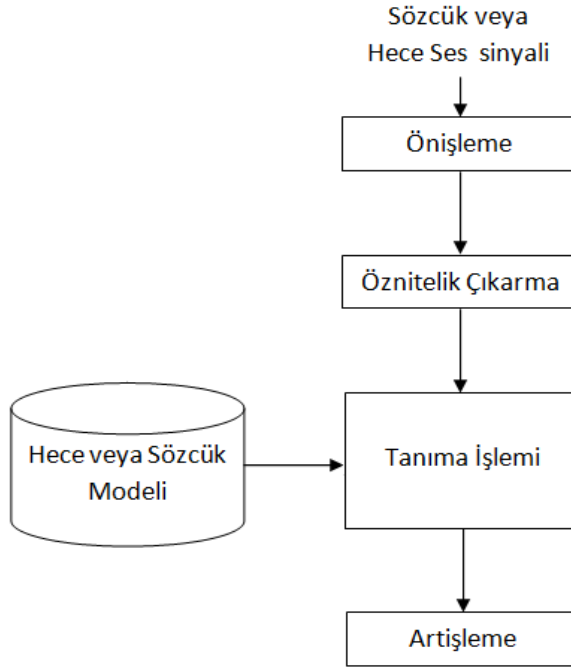 Sözcük veya
Hece Ses sinyali
Önişleme
Öznitelik Çıkarma
Hece veya Sözcük
Modeli
Tanıma İşlemi
Artişleme